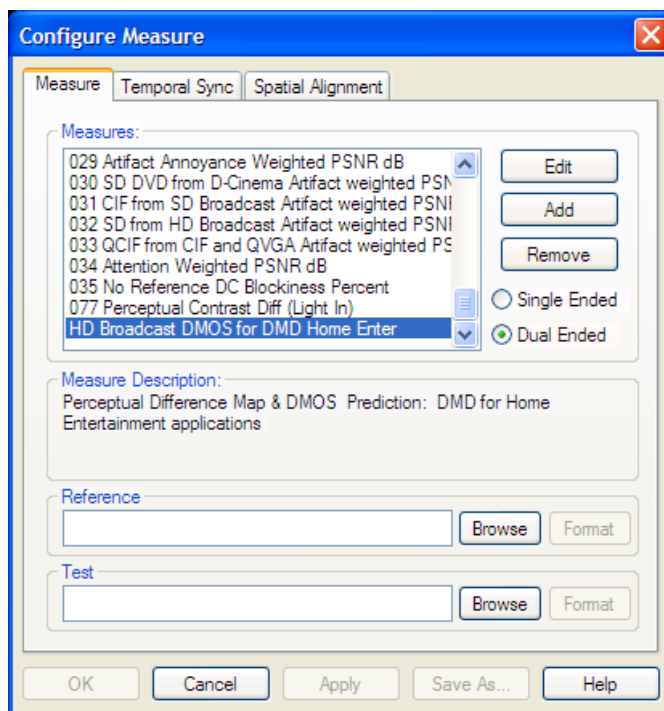 Configure Measure
Measure Temporal Sync Spatial Alignment
Measures:
029 Artifact Annoyance Weighted PSNR dB
030 SD DVD from D-Cinema Artifact weighted PSN
031 CIF from SD Broadcast Artifact weighted PSNI
032 SD from HD Broadcast Artifact weighted PSNI
033 QCIF from CIF and QVGA Artifact weighted PS
034 Attention Weighted PSNR dB
035 No Reference DC Blockiness Percent
077 Perceptual Contrast Diff (Light In)
HD Broadcast DMOS for DMD Home Enter
Edit
Add
Remove
Single Ended
Dual Ended
Measure Description:
Perceptual Difference Map & DMOS Prediction: DMD for Home
Entertainment applications
Reference
Browse Format
Test
Browse Format
OK Cancel Apply Save As... Help